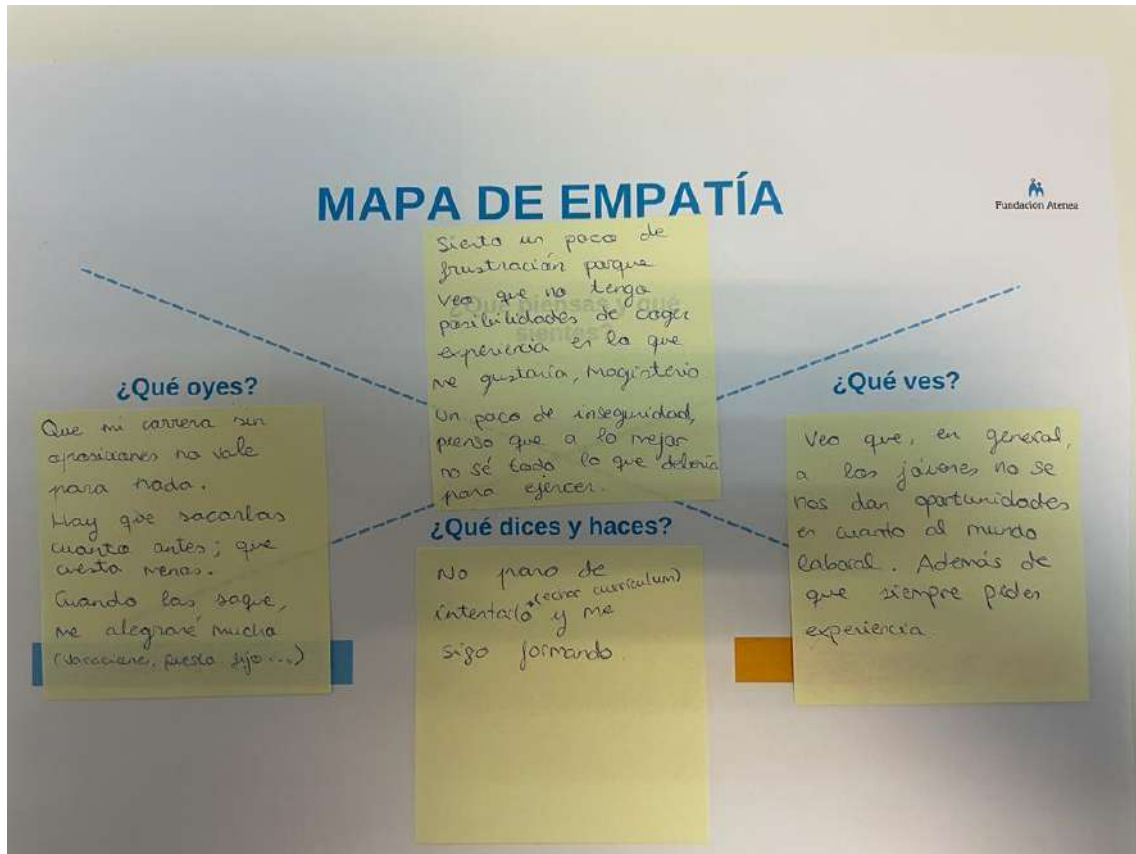 MAPA DE EMPATÍA
Fundación Atenea
¿Qué piensas y qué
sientes?
Siento un poco de
frustración porque
veo que no tengo
posibilidades de coger
experiencia en lo que
me gustaría, Magisterio.
Un poco de inseguridad,
pienso que a lo mejor
no sé todo lo que debería
para ejercer.
¿Qué oyes?
Que mi carrera sin
oposiciones no vale
para nada.
Hay que sacarlas
cuanto antes; que
cuesta menos.
Cuando las saque,
me alegraré mucho
(vacaciones, puesto fijo...)
¿Qué ves?
Veo que, en general,
a los jóvenes no se
nos dan oportunidades
en cuanto al mundo
laboral. Además de
que siempre piden
experiencia.
¿Qué dices y haces?
No paro de
intentarlo *(echar currículum) y me
sigo formando.